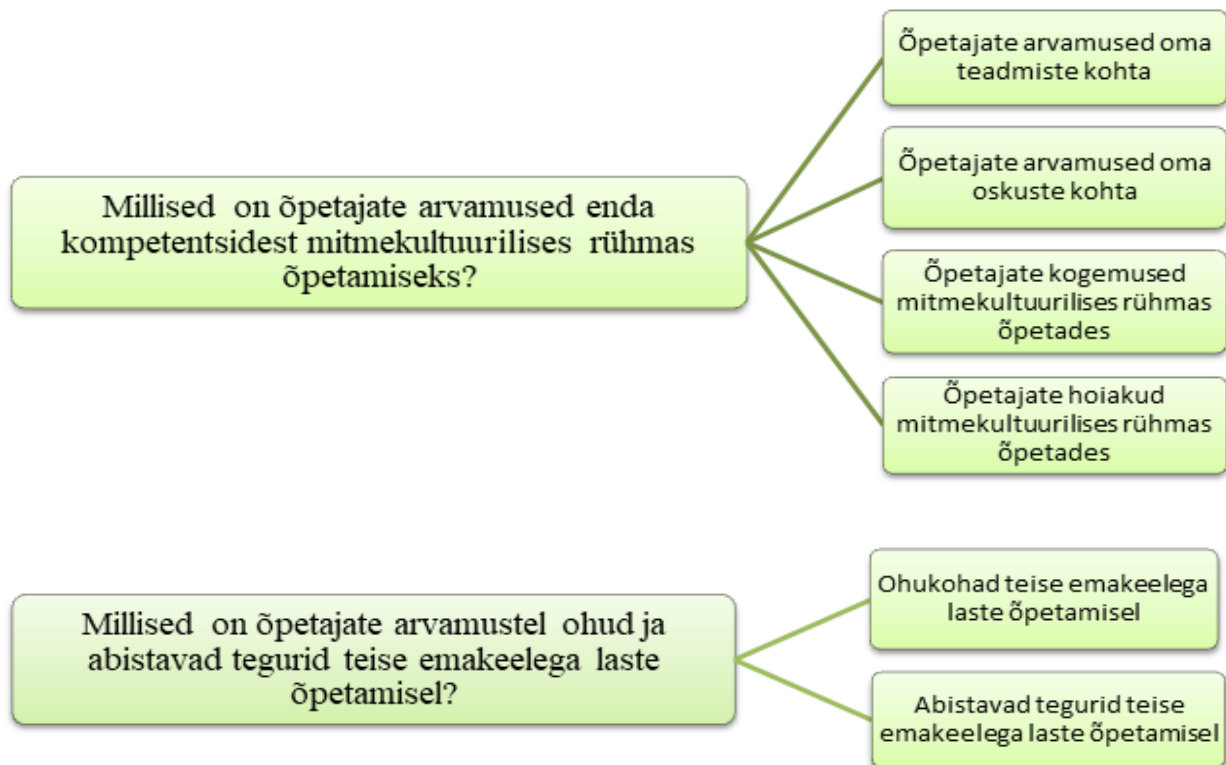 Millised on õpetajate arvamused enda
kompetentsidest mitmekultuurilises rühmas
õpetamiseks?
Õpetajate arvamused oma
teadmiste kohta
Õpetajate arvamused oma
oskuste kohta
Õpetajate kogemused
mitmekultuurilises rühmas
õpetades
Õpetajate hoiakud
mitmekultuurilises rühmas
õpetades
Millised on õpetajate arvamustel ohud ja
abistavad tegurid teise emakeelega laste
õpetamisel?
Ohukohad teise emakeelega
laste õpetamisel
Abistavad tegurid teise
emakeelega laste õpetamisel